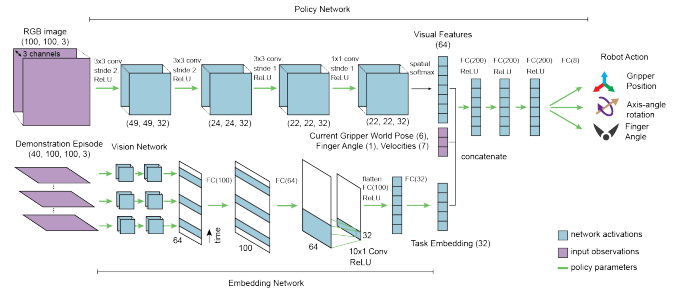 Policy Network
RGB image
(100, 100, 3)
3 channels
3x3 conv
stride 2
ReLU
(49, 49, 32)
3x3 conv
stride 2
ReLU
(24, 24, 32)
3x3 conv
stride 1
ReLU
(22, 22, 32)
1x1 conv
stride 1
ReLU
(22, 22, 32)
spatial
softmax
Visual Features
(64)
FC(200)
ReLU
FC(200)
ReLU
FC(200)
ReLU
FC(8)
Robot Action
Gripper
Position
Axis-angle
rotation
Finger
Angle
Current Gripper World Pose (6),
Finger Angle (1), Velocities (7)
concatenate
Demonstration Episode
(40, 100, 100, 3)
Vision Network
64
FC(100)
time
100
FC(64)
64
32
10x1 Conv
ReLU
flatten
FC(100)
ReLU
FC(32)
Task Embedding (32)
network activations
input observations
policy parameters
Embedding Network